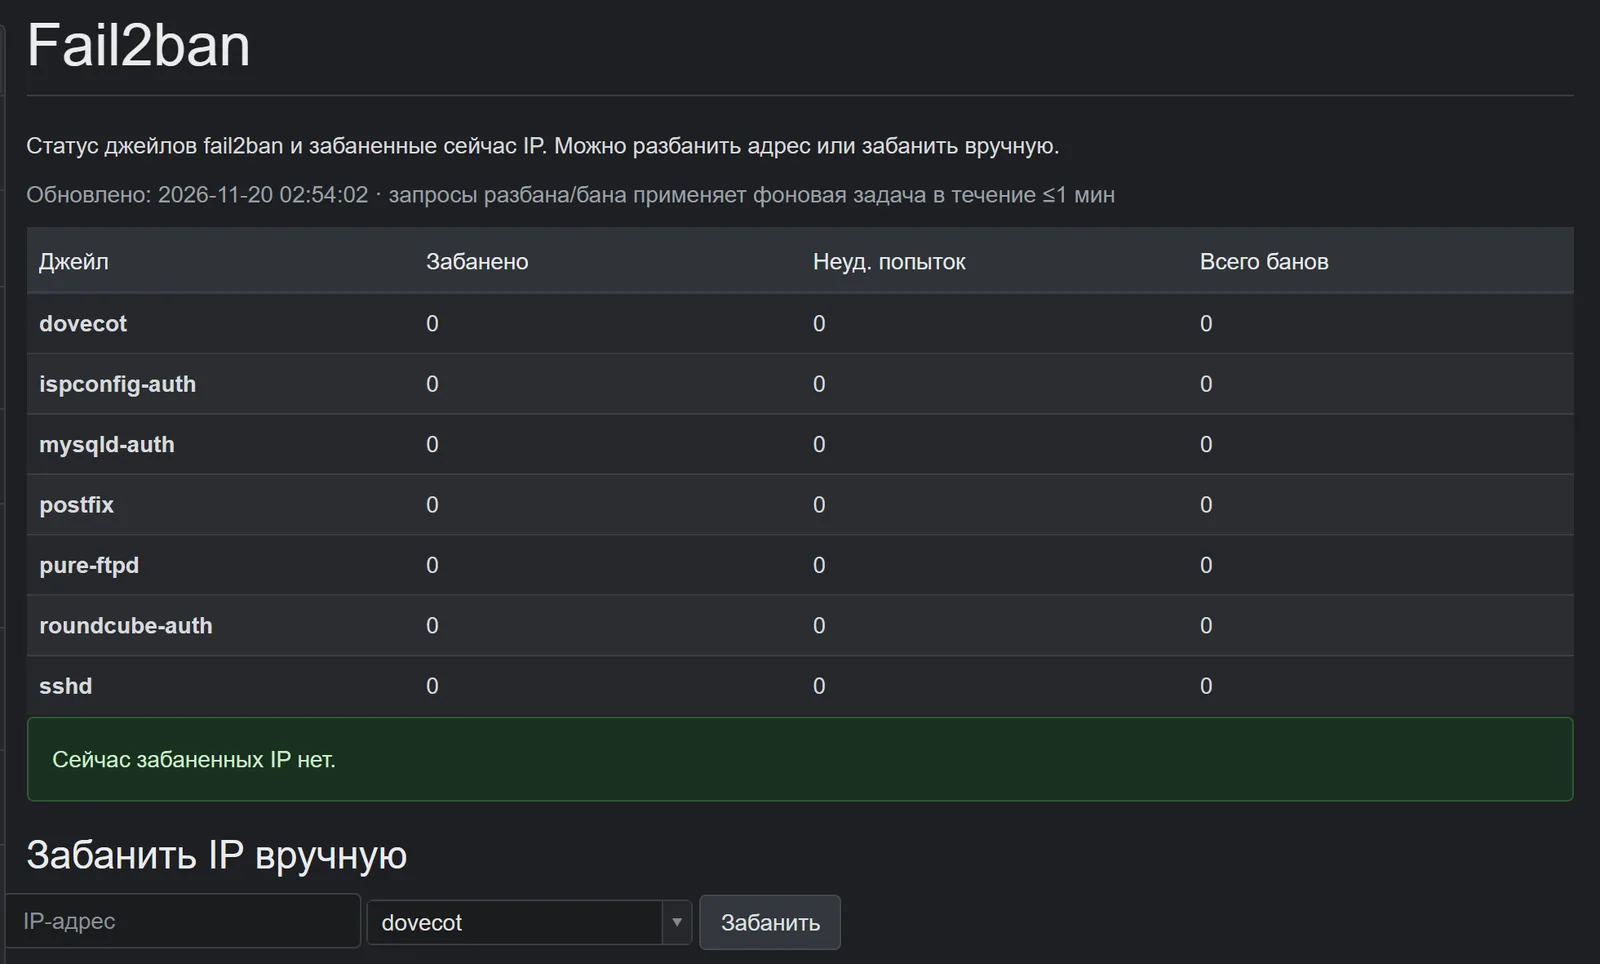 Fail2ban
Статус джейлов fail2ban и забаненные сейчас IP. Можно разбанить адрес или забанить вручную.
Обновлено: 2026-11-20 02:54:02 · запросы разбана/бана применяет фоновая задача в течение ≤1 мин
Джейл Забанено Неуд. попыток Всего банов
dovecot 0 0 0
ispconfig-auth 0 0 0
mysqld-auth 0 0 0
postfix 0 0 0
pure-ftpd 0 0 0
roundcube-auth 0 0 0
sshd 0 0 0
Сейчас забаненных IP нет.
Забанить IP вручную
IP-адрес dovecot Забанить